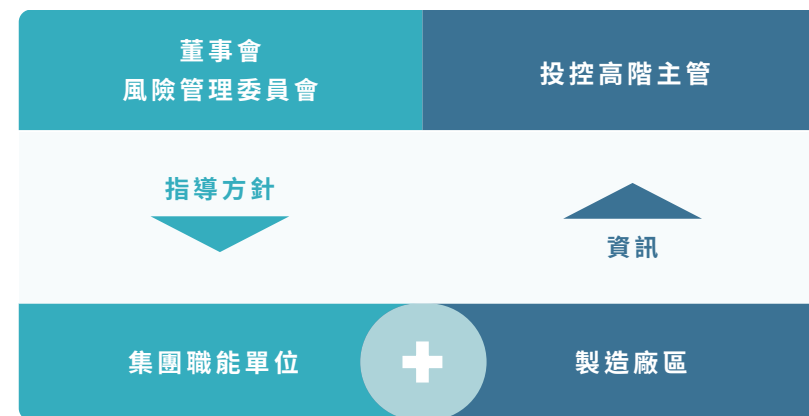 董事會
風險管理委員會
投控高階主管
指導方針
資訊
集團職能單位
製造廠區